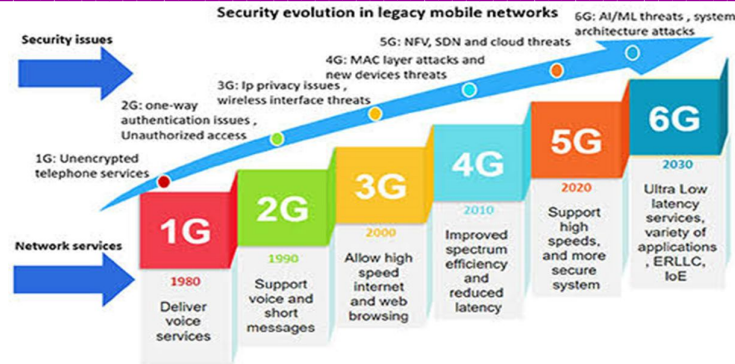 Security evolution in legacy mobile networks
Security issues
6G: AI/ML threats , system
architecture attacks
5G: NFV, SDN and cloud threats
4G: MAC layer attacks and
new devices threats
3G: Ip privacy issues ,
wireless interface threats
2G: one-way
authentication issues ,
Unauthorized access
1G: Unencrypted
telephone services
Network services
1G
1980
Deliver
voice
services
2G
1990
Support
voice and
short
messages
3G
2000
Allow high
speed
internet
and web
browsing
4G
2010
Improved
spectrum
efficiency
and
reduced
latency
5G
2020
Support
high
speeds,
and more
secure
system
6G
2030
Ultra Low
latency
services,
variety of
applications
, ERLLC,
IoE